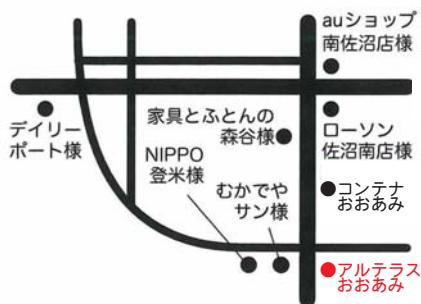 auショップ
南佐沼店様
デイリー
ポート様
家具とふとんの
森谷様
ローソン
佐沼南店様
NIPPO
登米様
むかでや
サン様
コンテナ
おおあみ
アルテラス
おおあみ